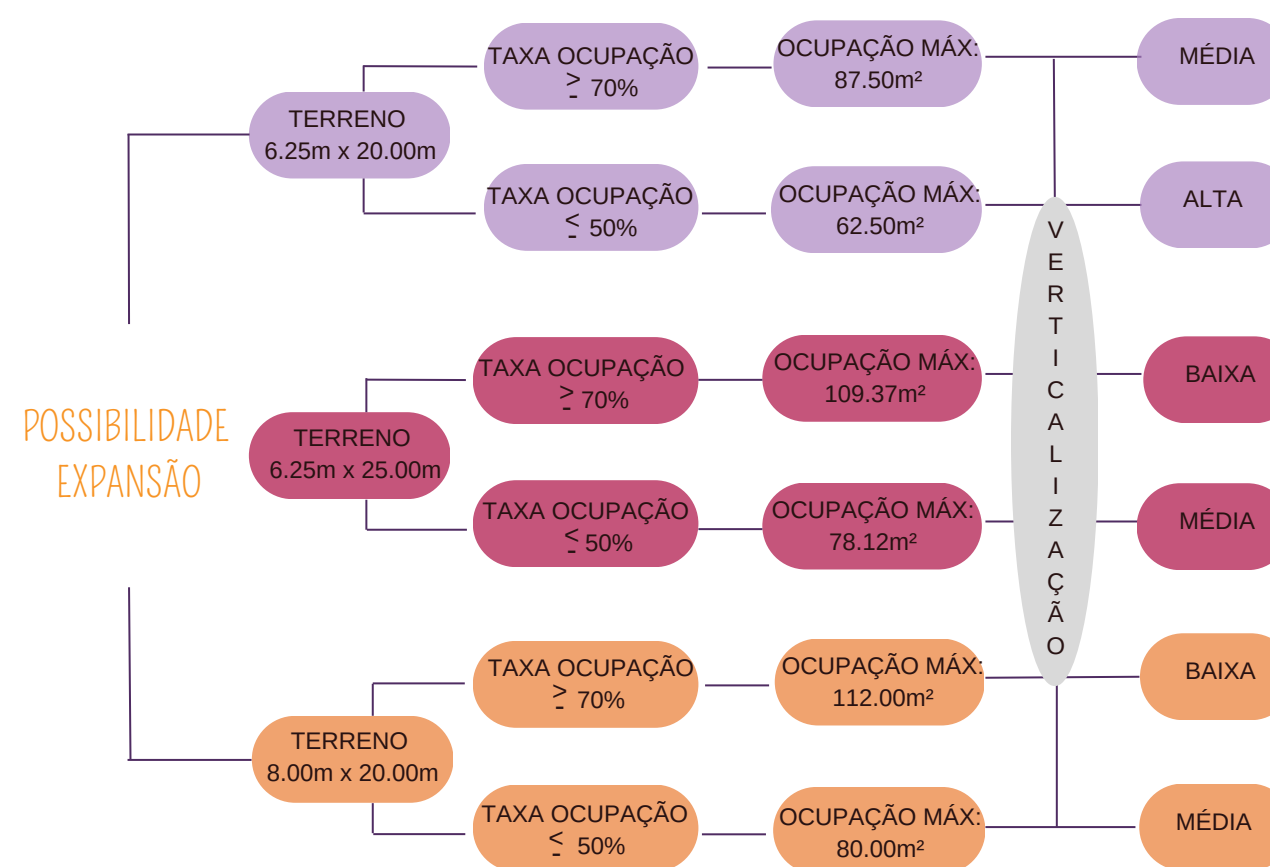 TAXA OCUPAÇÃO
≥ 70%
OCUPAÇÃO MÁX:
87.50m²
MÉDIA
TERRENO
6.25m x 20.00m
TAXA OCUPAÇÃO
≤ 50%
OCUPAÇÃO MÁX:
62.50m²
ALTA
VERTICALIZAÇÃO
POSSIBILIDADE
EXPANSÃO
TAXA OCUPAÇÃO
≥ 70%
OCUPAÇÃO MÁX:
109.37m²
BAIXA
TERRENO
6.25m x 25.00m
TAXA OCUPAÇÃO
≤ 50%
OCUPAÇÃO MÁX:
78.12m²
MÉDIA
TAXA OCUPAÇÃO
≥ 70%
OCUPAÇÃO MÁX:
112.00m²
BAIXA
TERRENO
8.00m x 20.00m
TAXA OCUPAÇÃO
≤ 50%
OCUPAÇÃO MÁX:
80.00m²
MÉDIA